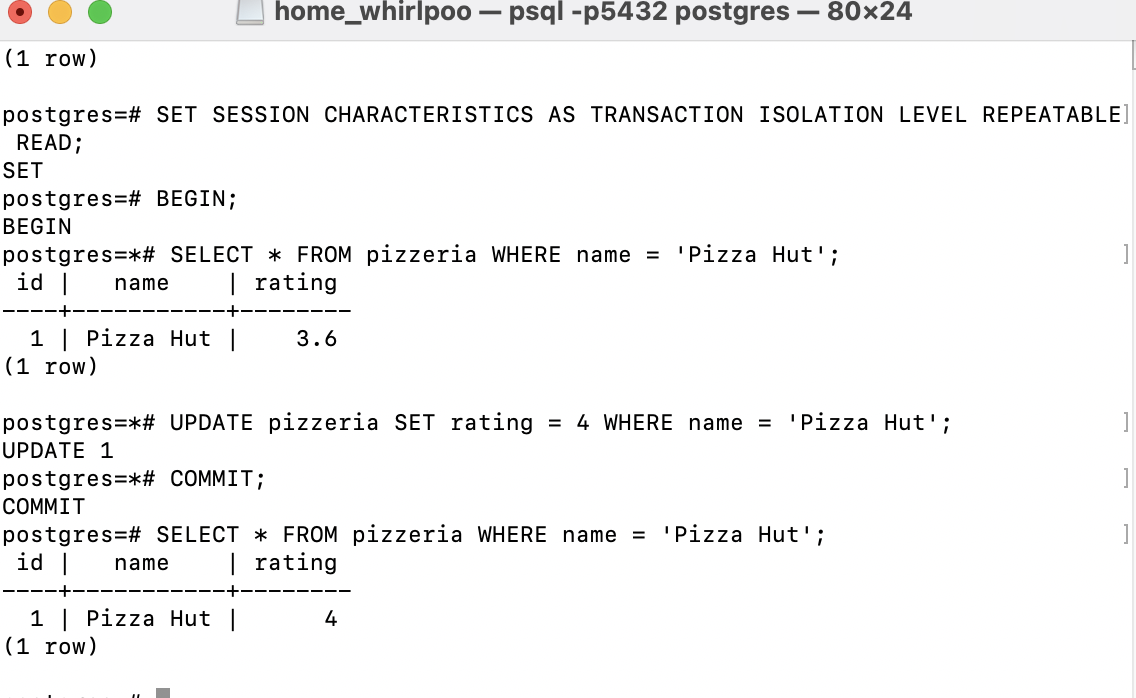 home_whirlpoo — psql -p5432 postgres — 80×24
(1 row)
postgres=# SET SESSION CHARACTERISTICS AS TRANSACTION ISOLATION LEVEL REPEATABLE]
 READ;
SET
postgres=# BEGIN;
BEGIN
postgres=*# SELECT * FROM pizzeria WHERE name = 'Pizza Hut'; ]
 id |   name    | rating
----+-----------+--------
  1 | Pizza Hut |    3.6
(1 row)
postgres=*# UPDATE pizzeria SET rating = 4 WHERE name = 'Pizza Hut'; ]
UPDATE 1
postgres=*# COMMIT; ]
COMMIT
postgres=# SELECT * FROM pizzeria WHERE name = 'Pizza Hut'; ]
 id |   name    | rating
----+-----------+--------
  1 | Pizza Hut |      4
(1 row)